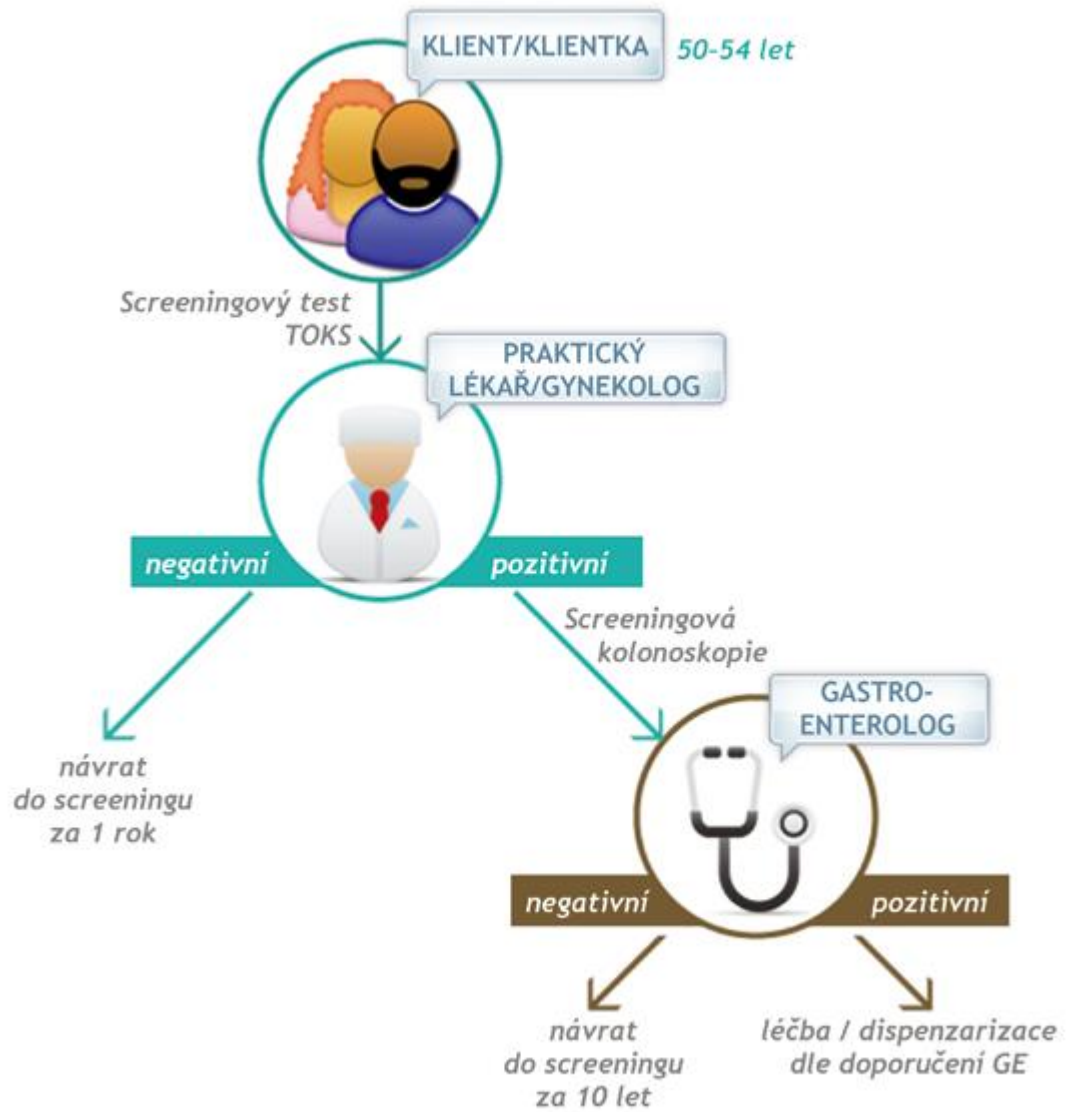 KLIENT/KLIENTKA
50-54 let
Screeningový test
TOKS
PRAKTICKÝ
LÉKAŘ/GYNEKOLOG
negativní
pozitivní
Screeningová
kolonoskopie
návrat
do screeningu
za 1 rok
GASTRO-
ENTEROLOG
negativní
pozitivní
návrat
do screeningu
za 10 let
léčba / dispenzarizace
dle doporučení GE